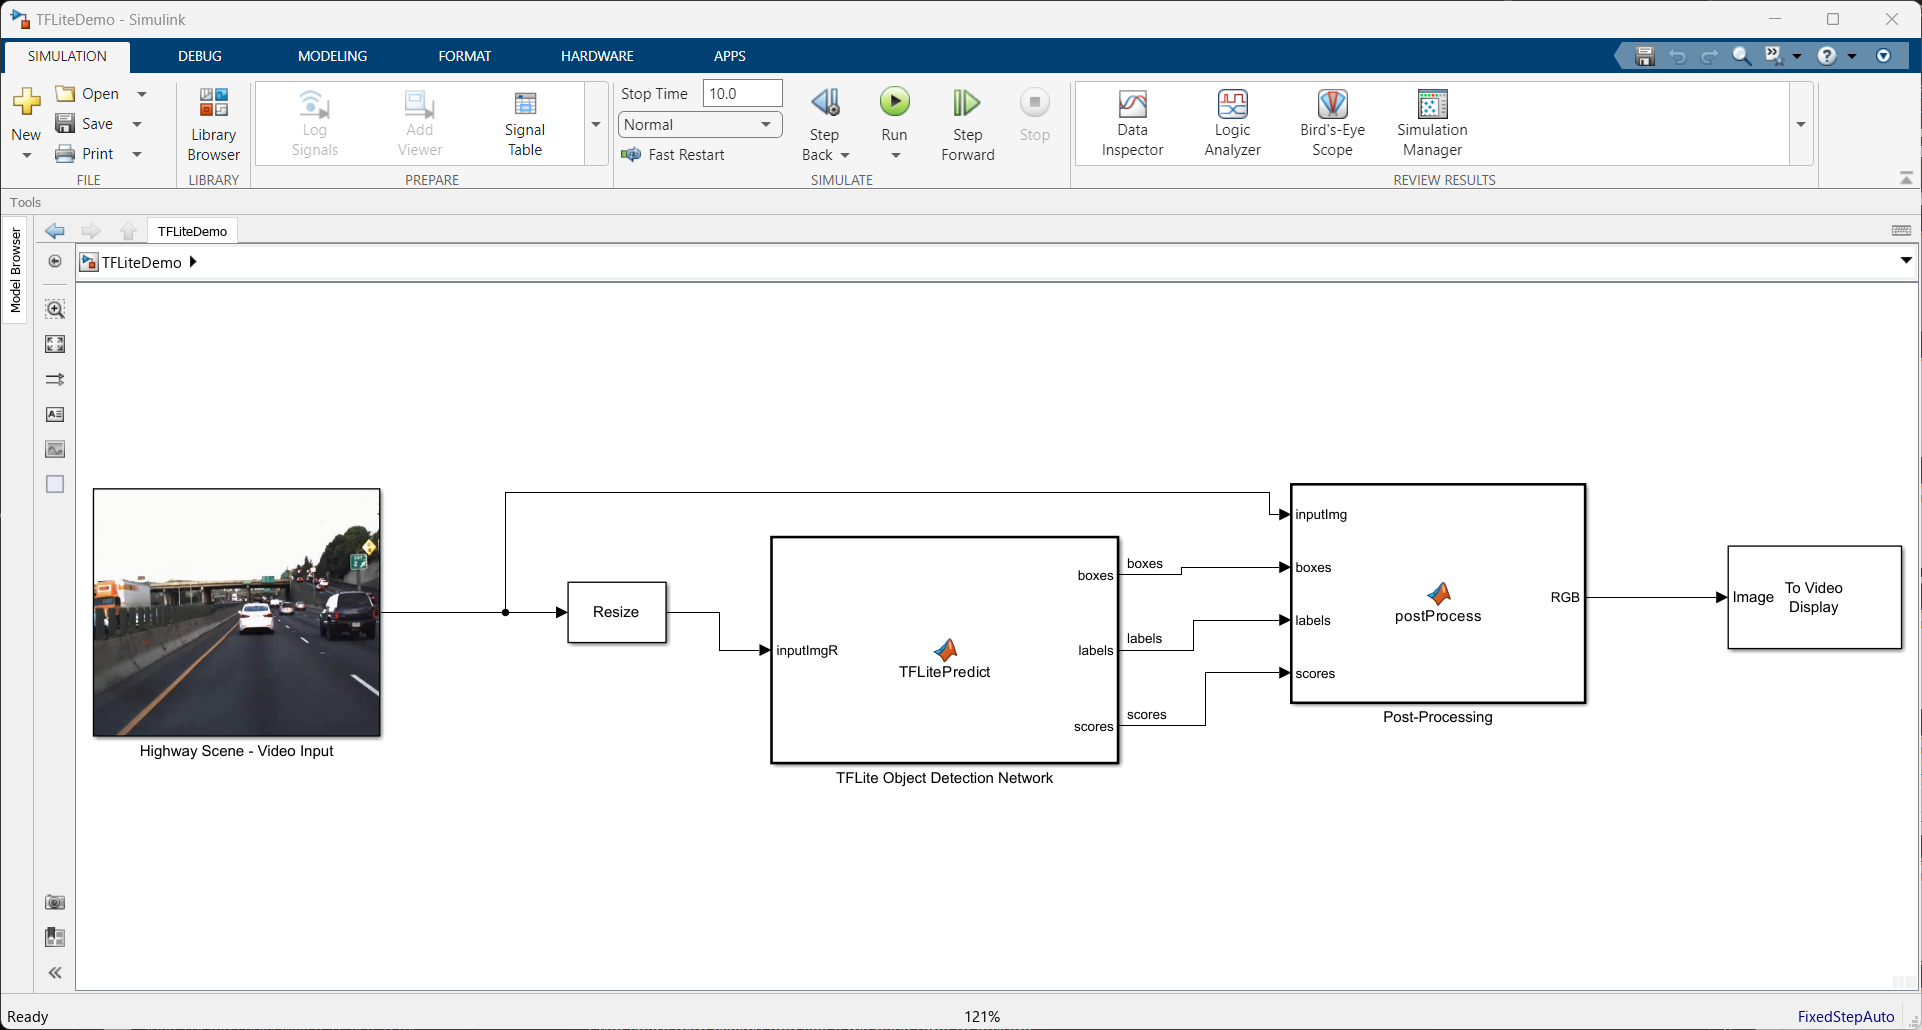 TFLiteDemo - Simulink
SIMULATION
DEBUG
MODELING
FORMAT
HARDWARE
APPS
New
Open
Save
Print
FILE
Library
Browser
LIBRARY
Log
Signals
Add
Viewer
Signal
Table
PREPARE
Stop Time
10.0
Normal
Fast Restart
Step
Back
Run
Step
Forward
Stop
SIMULATE
Data
Inspector
Logic
Analyzer
Bird's-Eye
Scope
Simulation
Manager
REVIEW RESULTS
Tools
Model Browser
TFLiteDemo
TFLiteDemo
Highway Scene - Video Input
Resize
inputImgR
TFLitePredict
boxes
labels
scores
TFLite Object Detection Network
boxes
labels
scores
inputImg
boxes
labels
scores
postProcess
RGB
Post-Processing
Image
To Video
Display
Ready
121%
FixedStepAuto